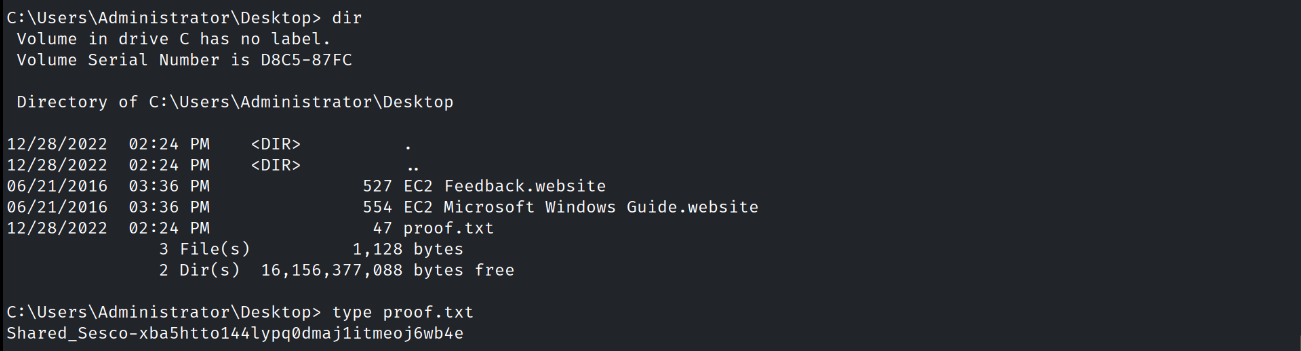 C:\Users\Administrator\Desktop> dir
 Volume in drive C has no label.
 Volume Serial Number is D8C5-87FC

 Directory of C:\Users\Administrator\Desktop

12/28/2022  02:24 PM    <DIR>          .
12/28/2022  02:24 PM    <DIR>          ..
06/21/2016  03:36 PM               527 EC2 Feedback.website
06/21/2016  03:36 PM               554 EC2 Microsoft Windows Guide.website
12/28/2022  02:24 PM                47 proof.txt
               3 File(s)          1,128 bytes
               2 Dir(s)  16,156,377,088 bytes free

C:\Users\Administrator\Desktop> type proof.txt
Shared_Sesco-xba5htto144lypq0dmaj1itmeoj6wb4e